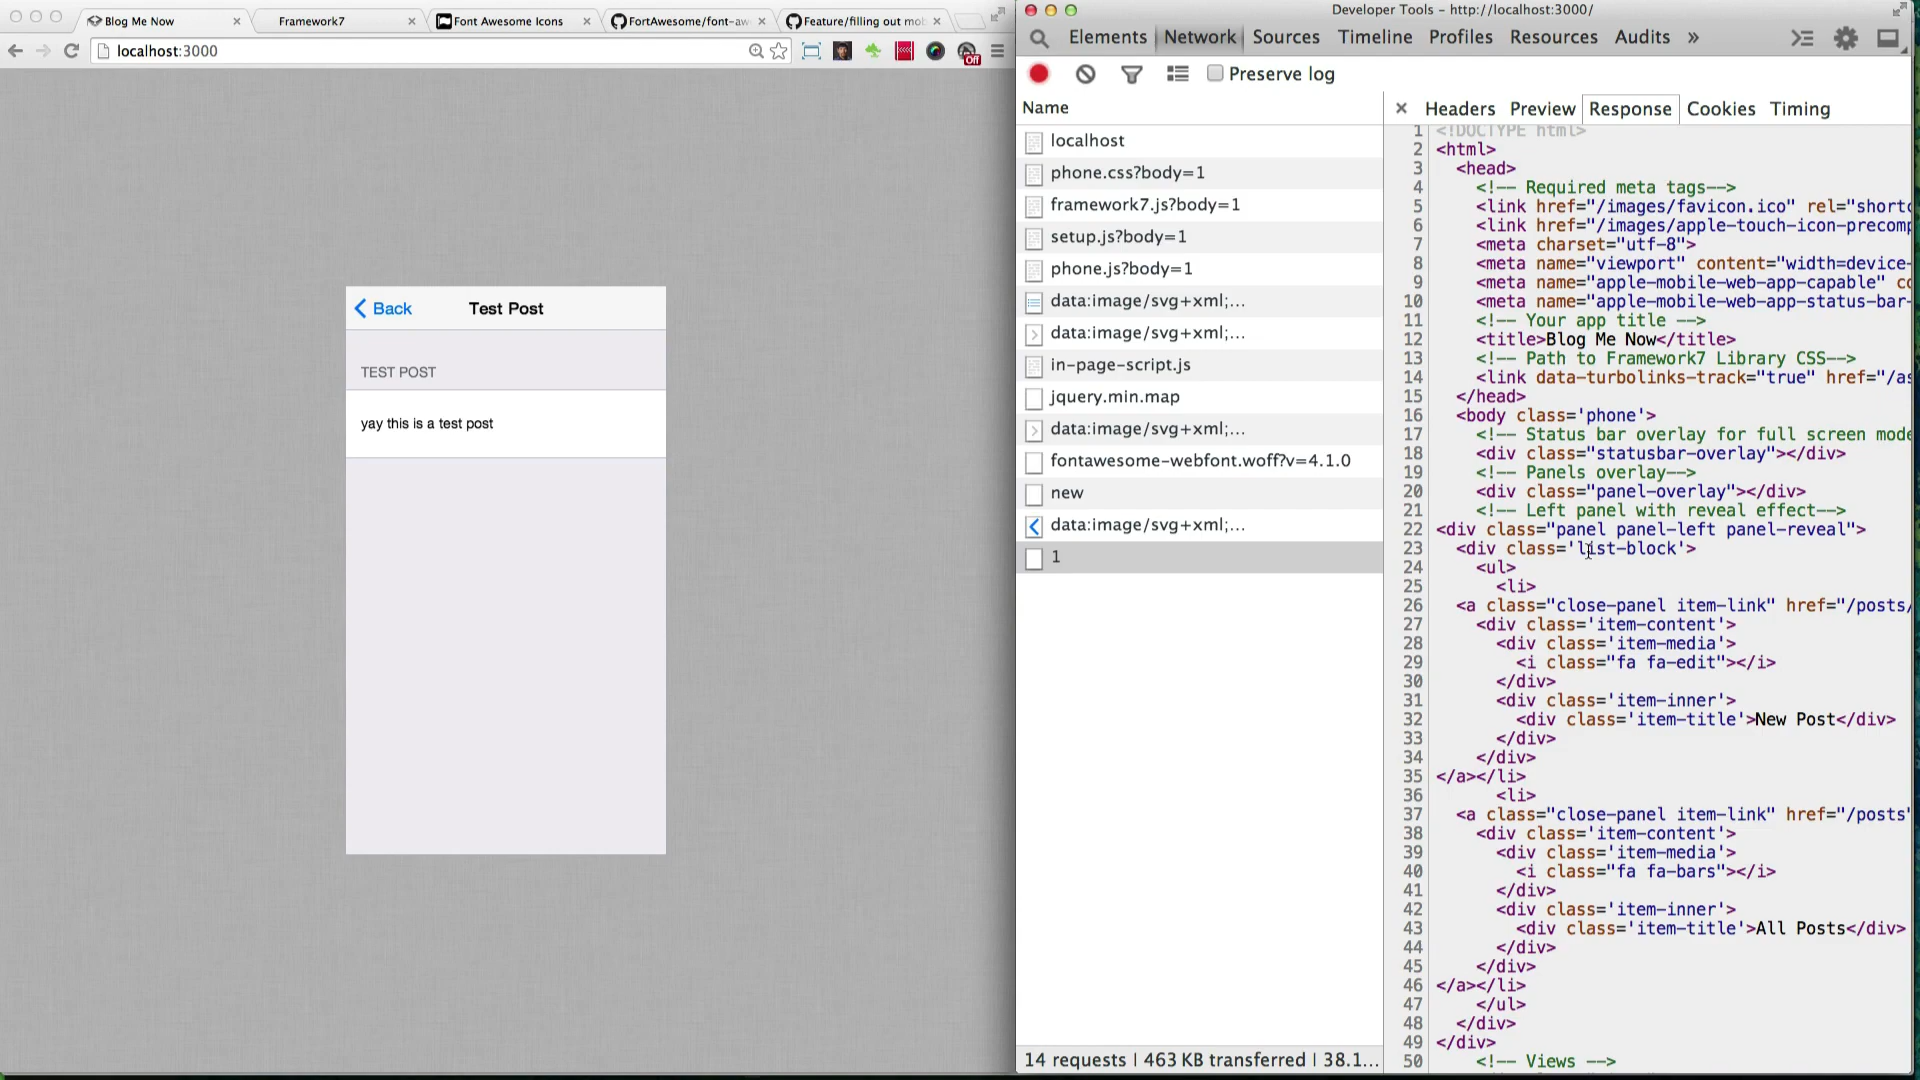 Blog Me Now
Framework7
Font Awesome Icons
FortAwesome/font-aw
Feature/filling out mo
localhost:3000
Off
Back
Test Post
TEST POST
yay this is a test post
Developer Tools - http://localhost:3000/
Elements Network Sources Timeline Profiles Resources Audits »
Preserve log
Name
localhost
phone.css?body=1
framework7.js?body=1
setup.js?body=1
phone.js?body=1
data:image/svg+xml;...
data:image/svg+xml;...
in-page-script.js
jquery.min.map
data:image/svg+xml;...
fontawesome-webfont.woff?v=4.1.0
new
data:image/svg+xml;...
1
14 requests | 463 KB transferred | 38.1...
× Headers Preview Response Cookies Timing
1 <!DOCTYPE html>
2 <html>
3 <head>
4 <!-- Required meta tags-->
5 <link href="/images/favicon.ico" rel="shortc
6 <link href="/images/apple-touch-icon-precomp
7 <meta charset="utf-8">
8 <meta name="viewport" content="width=device-
9 <meta name="apple-mobile-web-app-capable" co
10 <meta name="apple-mobile-web-app-status-bar-
11 <!-- Your app title -->
12 <title>Blog Me Now</title>
13 <!-- Path to Framework7 Library CSS-->
14 <link data-turbolinks-track="true" href="/as
15 </head>
16 <body class='phone'>
17 <!-- Status bar overlay for full screen mode
18 <div class="statusbar-overlay"></div>
19 <!-- Panels overlay-->
20 <div class="panel-overlay"></div>
21 <!-- Left panel with reveal effect-->
22 <div class="panel panel-left panel-reveal">
23 <div class='list-block'>
24 <ul>
25 <li>
26 <a class="close-panel item-link" href="/posts/
27 <div class='item-content'>
28 <div class='item-media'>
29 <i class="fa fa-edit"></i>
30 </div>
31 <div class='item-inner'>
32 <div class='item-title'>New Post</div>
33 </div>
34 </div>
35 </a></li>
36 <li>
37 <a class="close-panel item-link" href="/posts"
38 <div class='item-content'>
39 <div class='item-media'>
40 <i class="fa fa-bars"></i>
41 </div>
42 <div class='item-inner'>
43 <div class='item-title'>All Posts</div>
44 </div>
45 </div>
46 </a></li>
47 </ul>
48 </div>
49 </div>
50 <!-- Views -->